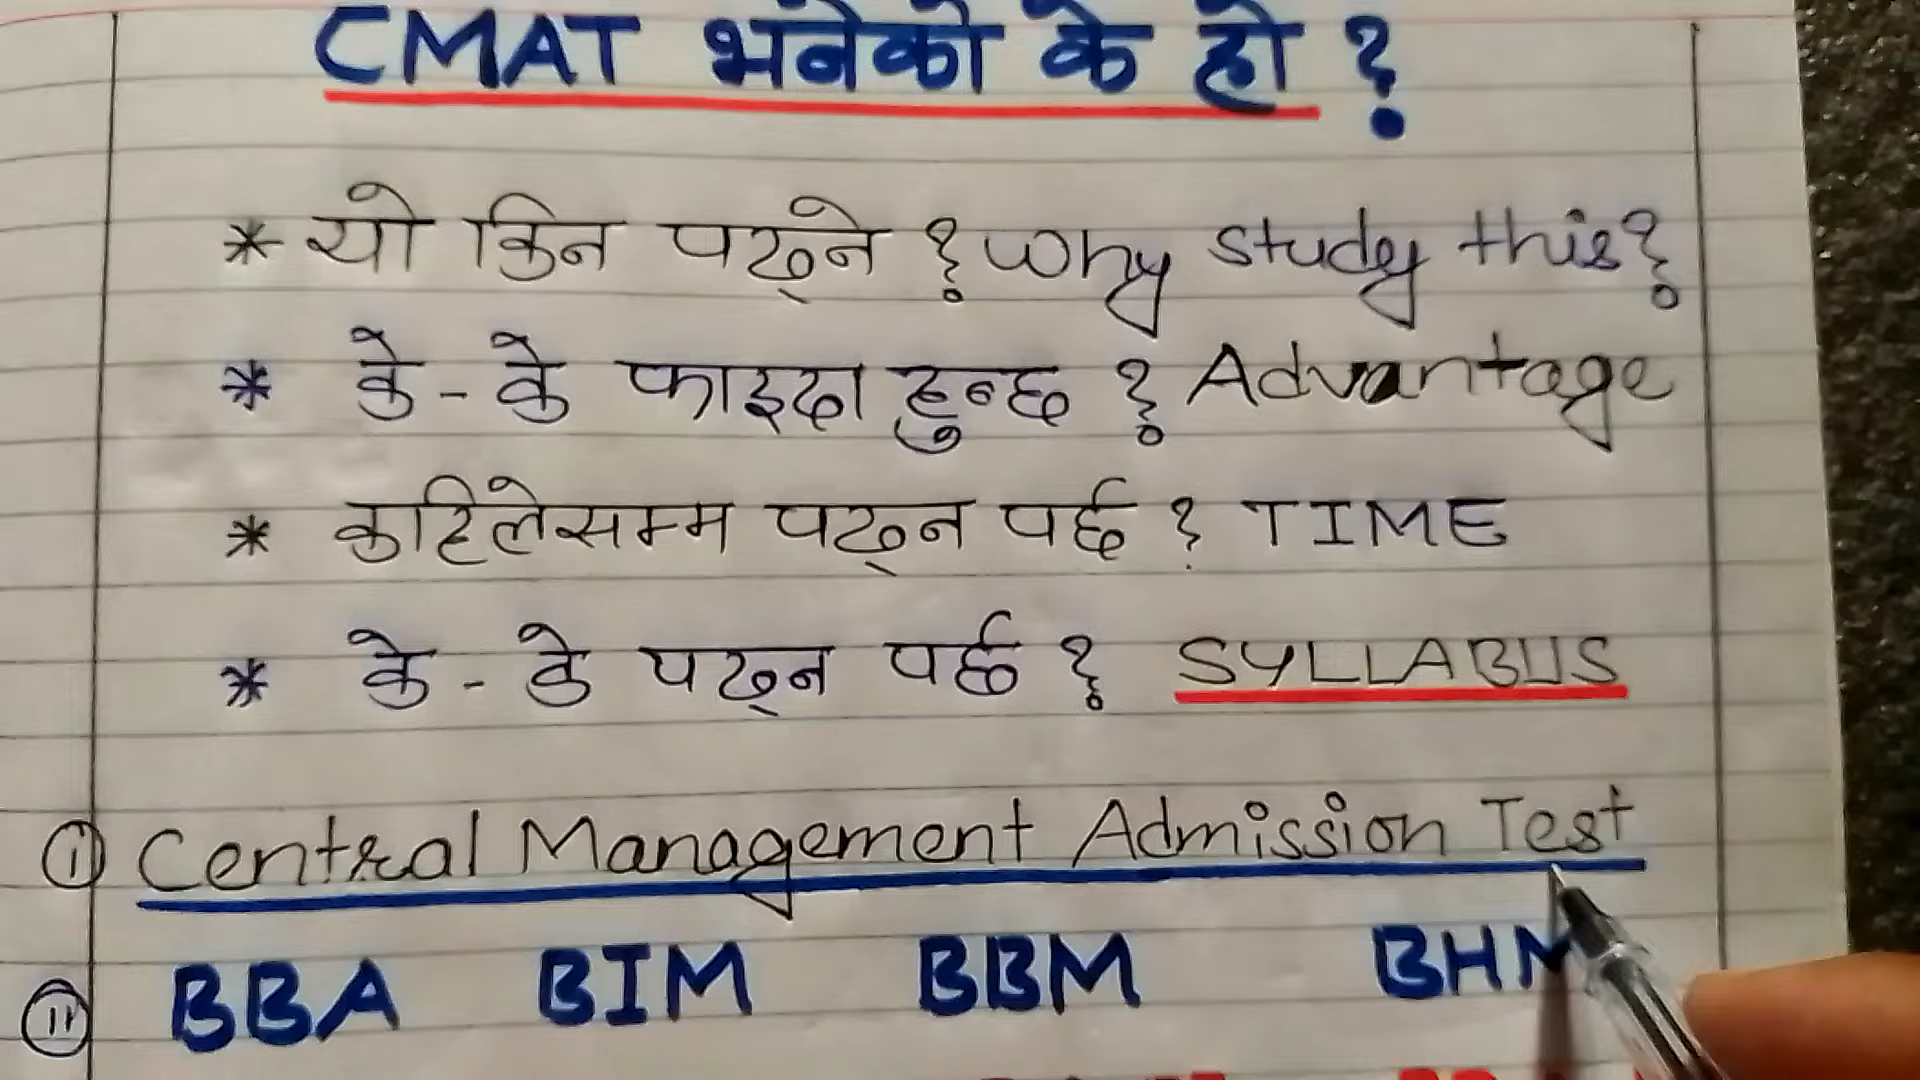 CMAT भनेको के हो ?
* यो किन पढ्ने ? Why study this?
* के - के फाइदा हुन्छ ? Advantage
* कहिलेसम्म पढ्न पर्छ ? TIME
* के - के पढ्न पर्छ ? SYLLABUS
(i) Central Management Admission Test
(ii) BBA BIM BBM BHM